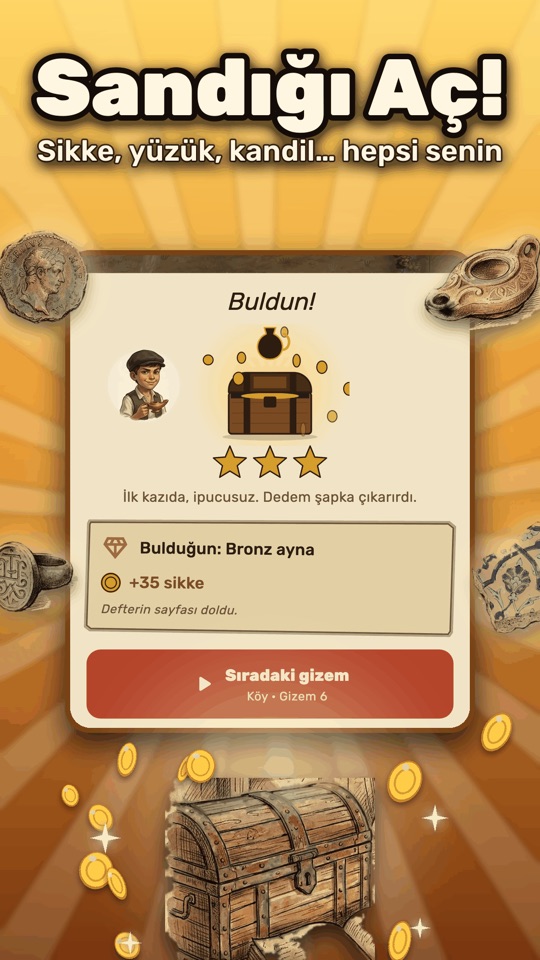 Sandığı Aç!
Sikke, yüzük, kandil... hepsi senin
Buldun!
İlk kazıda, ipucusuz. Dedem şapka çıkarırdı.
Bulduğun: Bronz ayna
+35 sikke
Defterin sayfası doldu.
Sıradaki gizem
Köy • Gizem 6